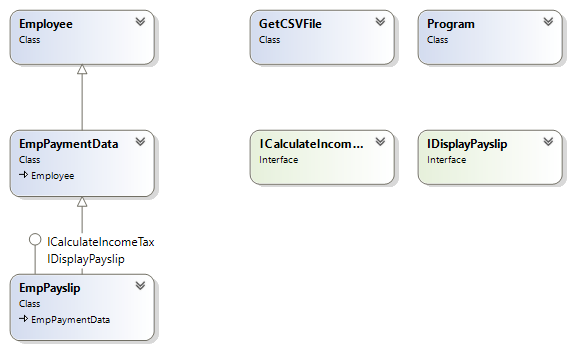 Employee
Class
GetCSVFile
Class
Program
Class
EmpPaymentData
Class
Employee
ICalculateIncom...
Interface
IDisplayPayslip
Interface
ICalculateIncomeTax
IDisplayPayslip
EmpPayslip
Class
EmpPaymentData